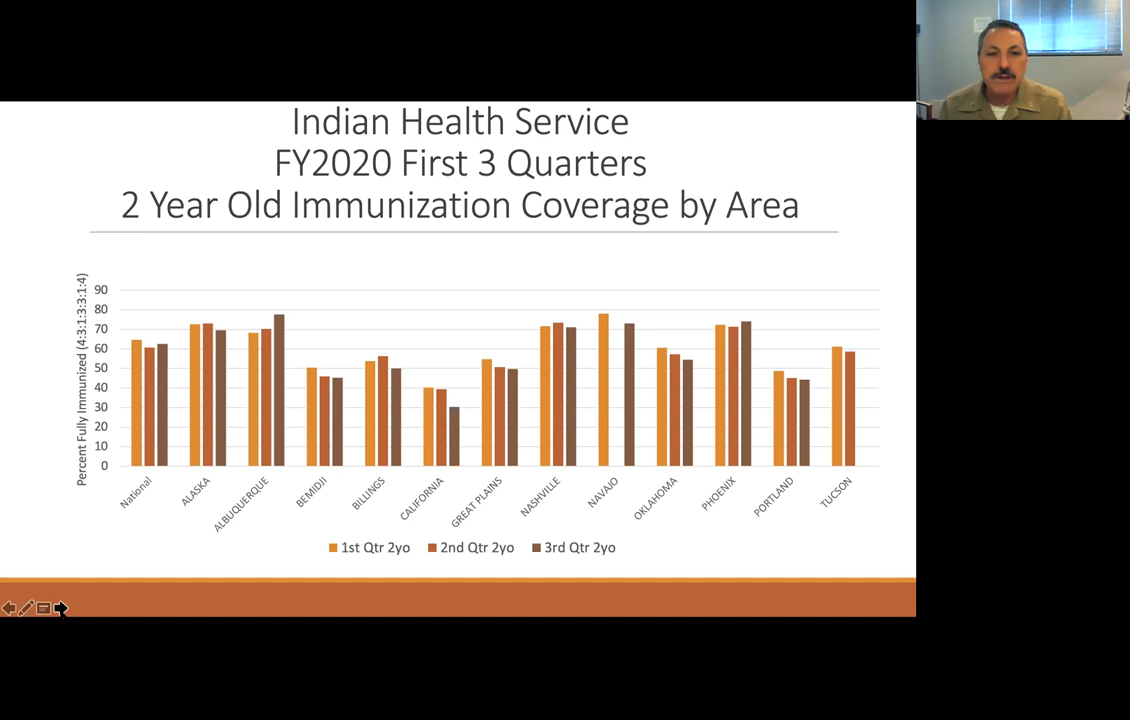 Indian Health Service
FY2020 First 3 Quarters
2 Year Old Immunization Coverage by Area
Percent Fully Immunized (4:3:1:3:3:1:4)
90
80
70
60
50
40
30
20
10
0
National
ALASKA
ALBUQUERQUE
BEMIDJI
BILLINGS
CALIFORNIA
GREAT PLAINS
NASHVILLE
NAVAJO
OKLAHOMA
PHOENIX
PORTLAND
TUCSON
1st Qtr 2yo 2nd Qtr 2yo 3rd Qtr 2yo